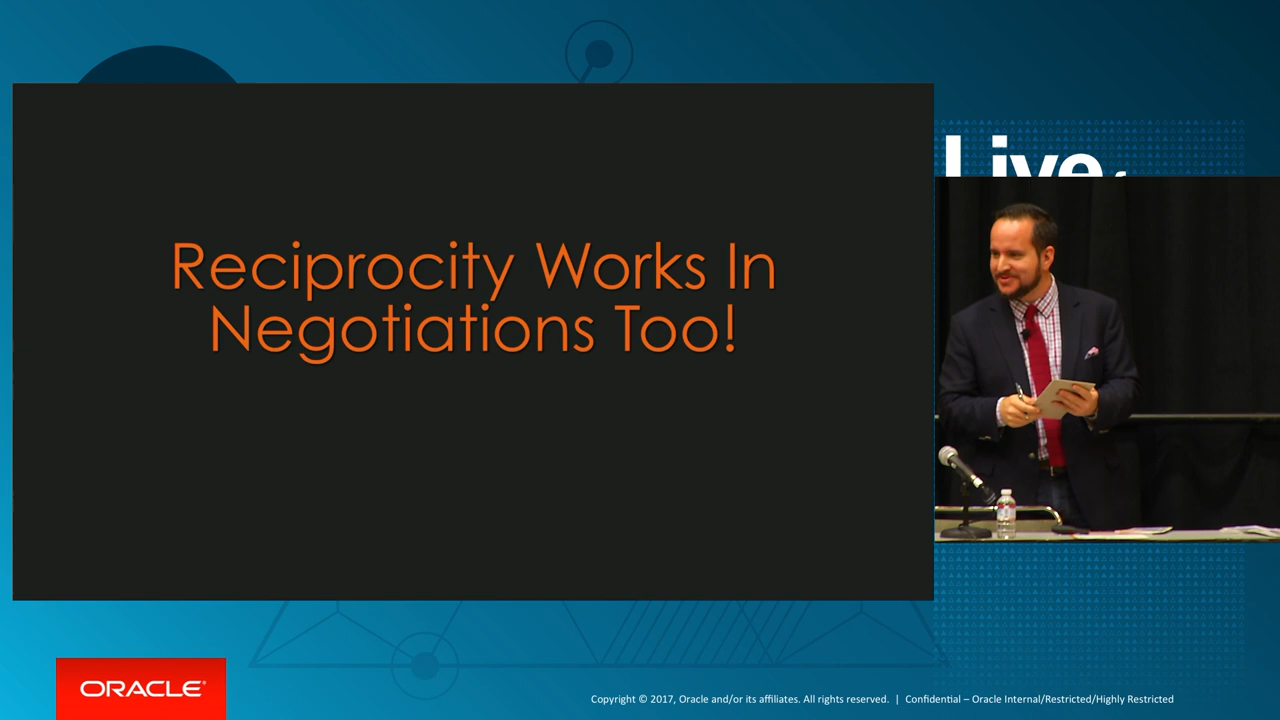 Live
Reciprocity Works In
Negotiations Too!
ORACLE®
Copyright © 2017, Oracle and/or its affiliates. All rights reserved. | Confidential – Oracle Internal/Restricted/Highly Restricted